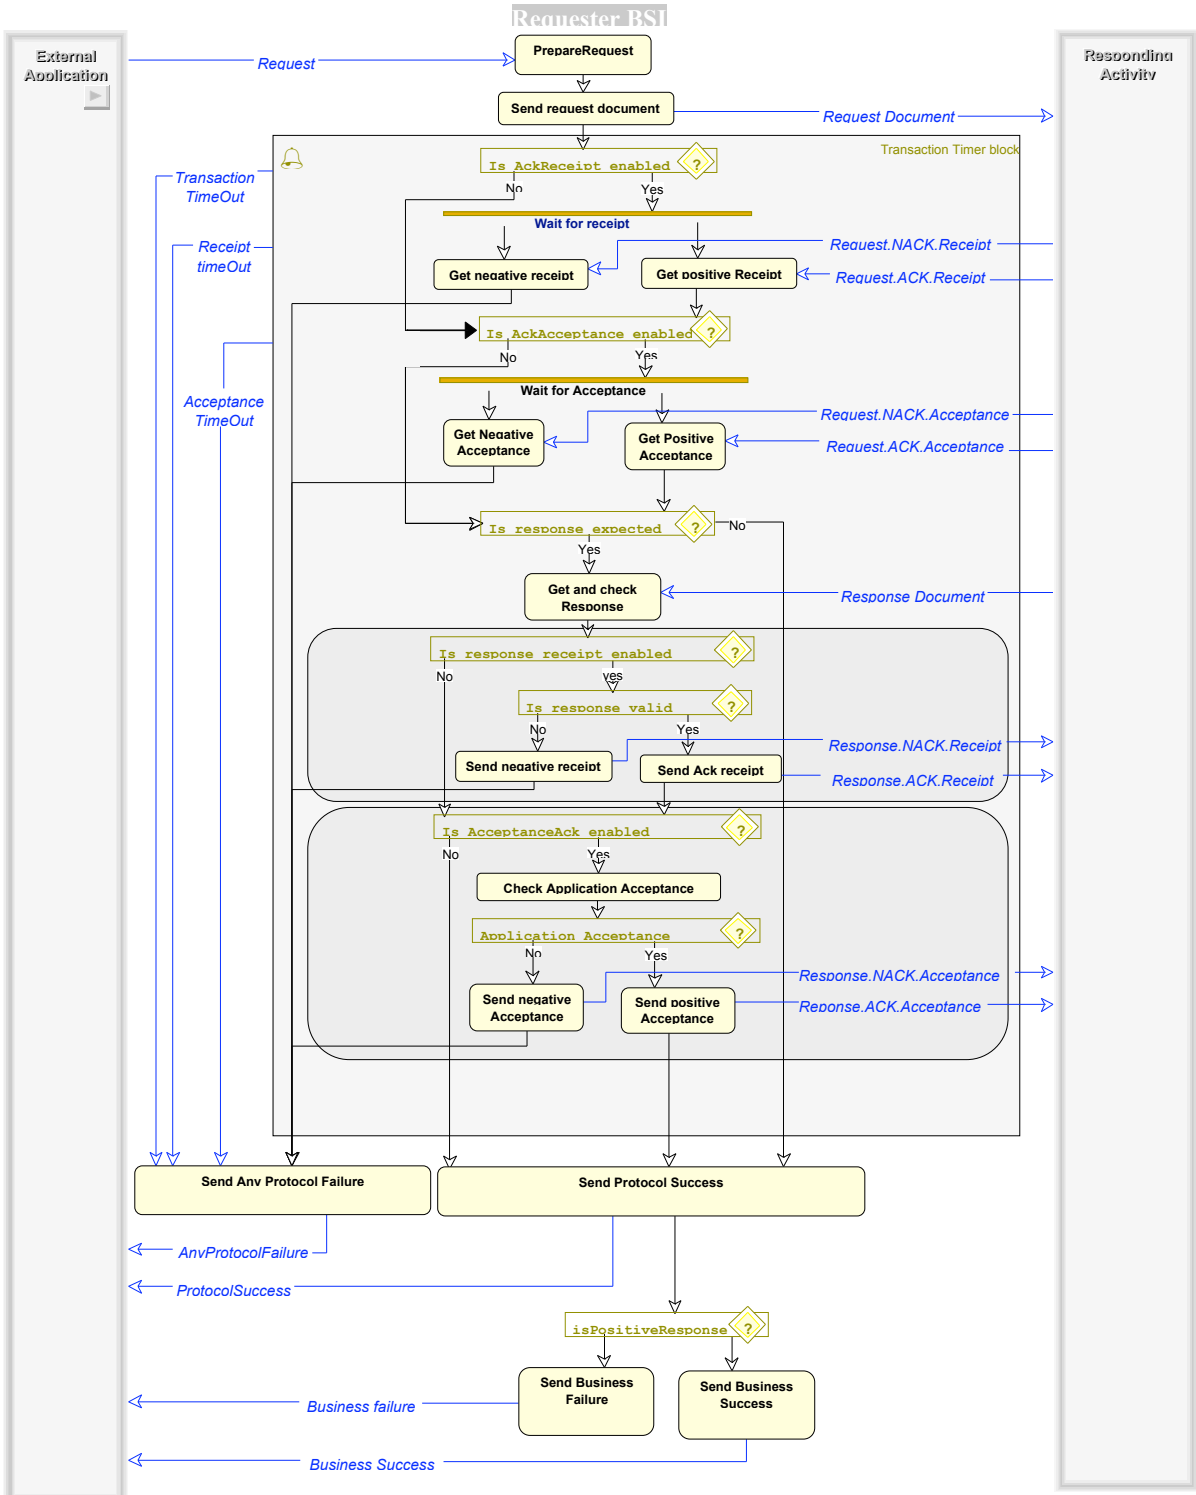 Requester BSI
External
Application
Responding
Activity
Request
PrepareRequest
Send request document
Request Document
Transaction Timer block
Is AckReceipt enabled
?
No
Yes
Transaction
TimeOut
Wait for receipt
Receipt
timeOut
Request.NACK.Receipt
Get negative receipt
Get positive Receipt
Request.ACK.Receipt
Is AckAcceptance enabled
?
No
Yes
Wait for Acceptance
Acceptance
TimeOut
Request.NACK.Acceptance
Get Negative
Acceptance
Get Positive
Acceptance
Request.ACK.Acceptance
Is response expected
?
No
Yes
Get and check
Response
Response Document
Is response receipt enabled
?
No
yes
Is response valid
?
No
Yes
Response.NACK.Receipt
Send negative receipt
Send Ack receipt
Response.ACK.Receipt
Is AcceptanceAck enabled
?
No
Yes
Check Application Acceptance
Application Acceptance
?
No
Yes
Response.NACK.Acceptance
Send negative
Acceptance
Send positive
Acceptance
Reponse.ACK.Acceptance
Send Any Protocol Failure
Send Protocol Success
AnyProtocolFailure
ProtocolSuccess
isPositiveResponse
?
Send Business
Failure
Send Business
Success
Business failure
Business Success